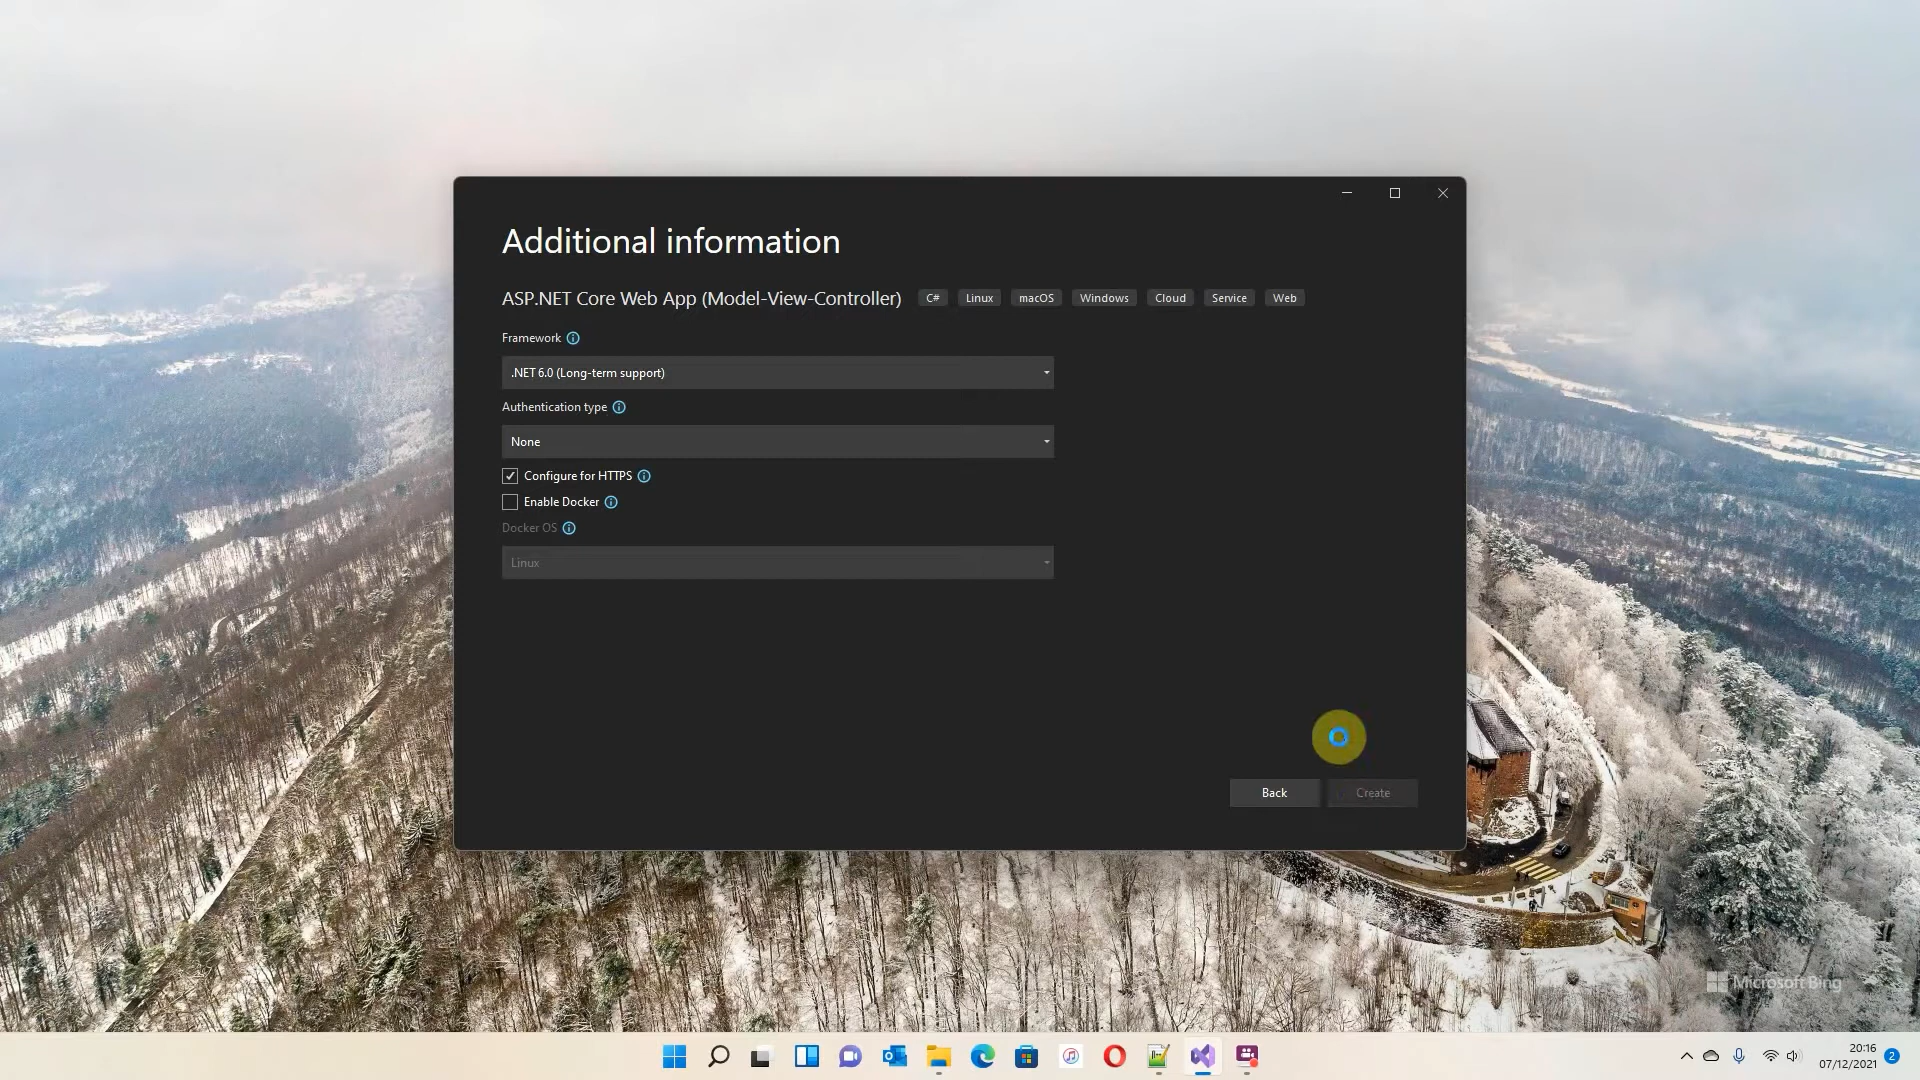 Additional information
ASP.NET Core Web App (Model-View-Controller) C# Linux macOS Windows Cloud Service Web
Framework
.NET 6.0 (Long-term support)
Authentication type
None
Configure for HTTPS
Enable Docker
Docker OS
Linux
Back Create
Microsoft Bing
20:16
07/12/2021 2